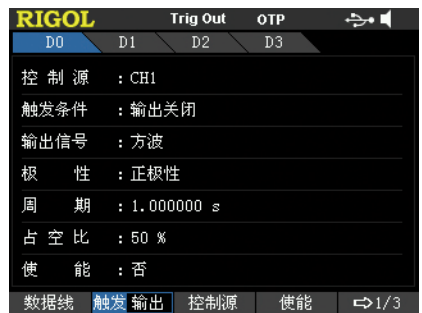 RIGOL Trig Out OTP
D0 D1 D2 D3
控制源 : CH1
触发条件 : 输出关闭
输出信号 : 方波
极性 : 正极性
周期 : 1.000000 s
占空比 : 50 %
使能 : 否
数据线 触发 输出 控制源 使能 ⇨1/3